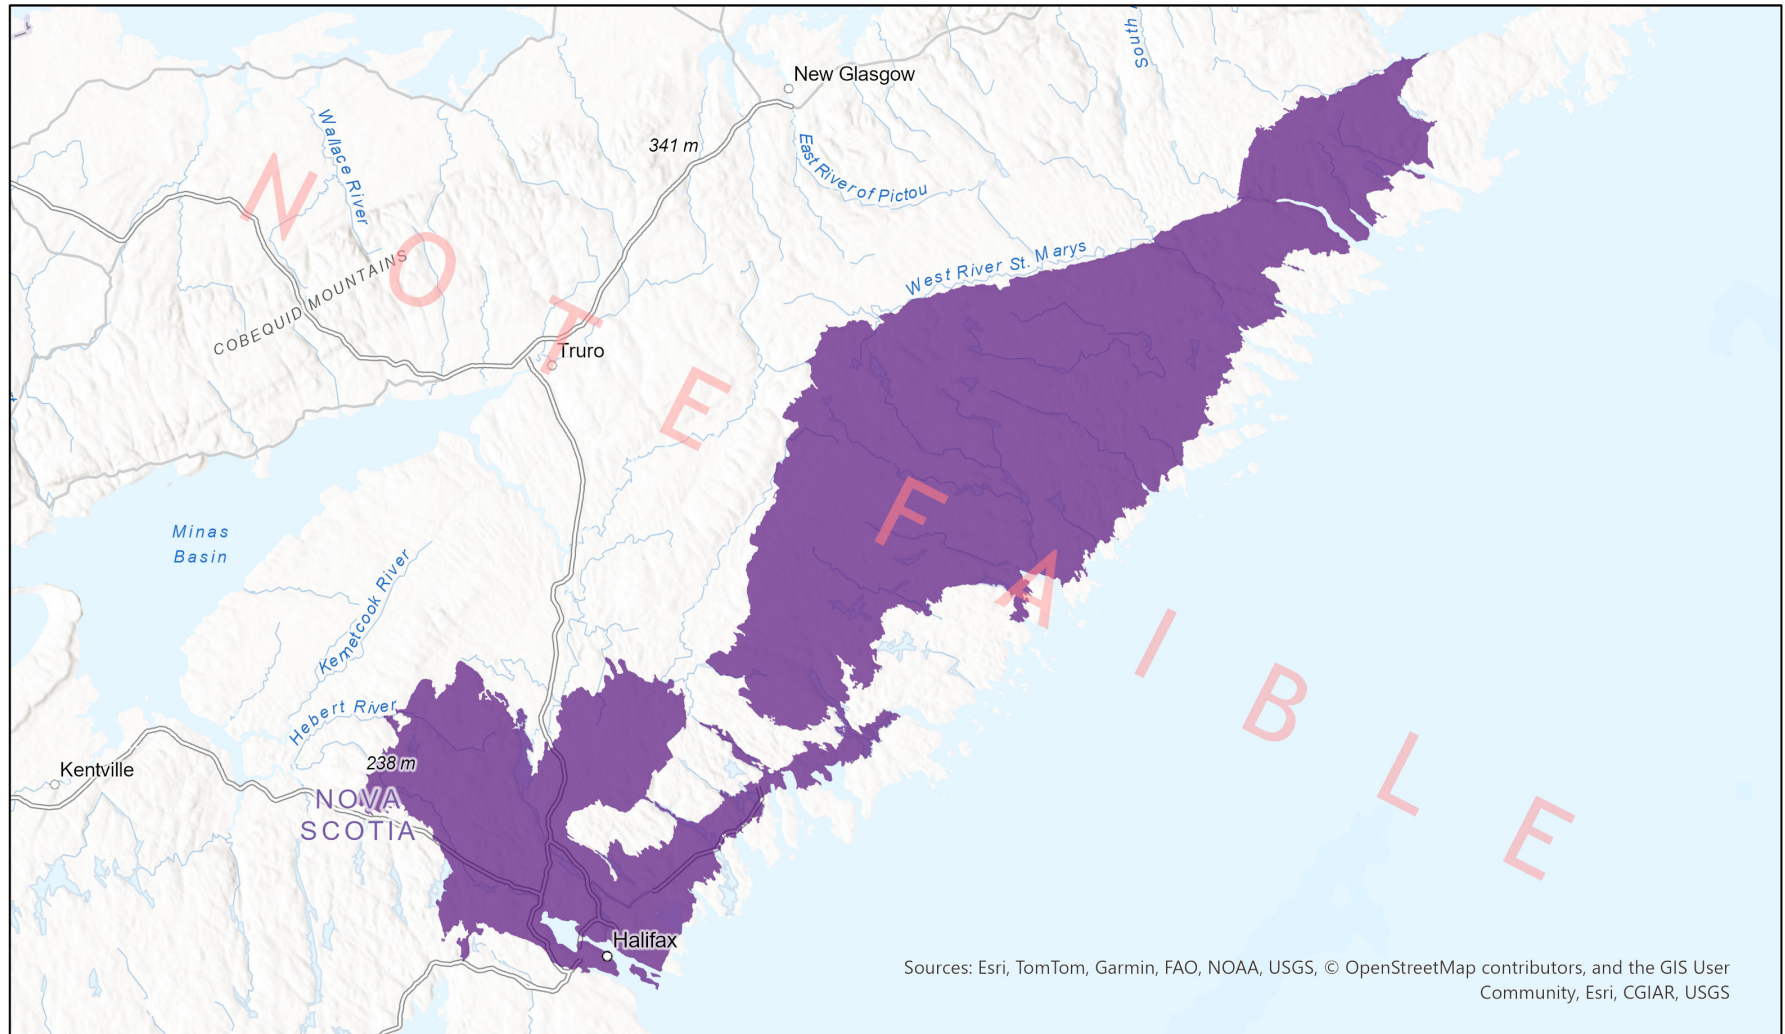 South
New Glasgow
341 m
Wallace River
East River of Pictou
NOTE FAIBLE
COBEQUID MOUNTAINS
West River St. Marys
Truro
Minas
Basin
Kennetcook River
Hebert River
Kentville
238 m
NOVA
SCOTIA
Halifax
Sources: Esri, TomTom, Garmin, FAO, NOAA, USGS, © OpenStreetMap contributors, and the GIS User
Community, Esri, CGIAR, USGS